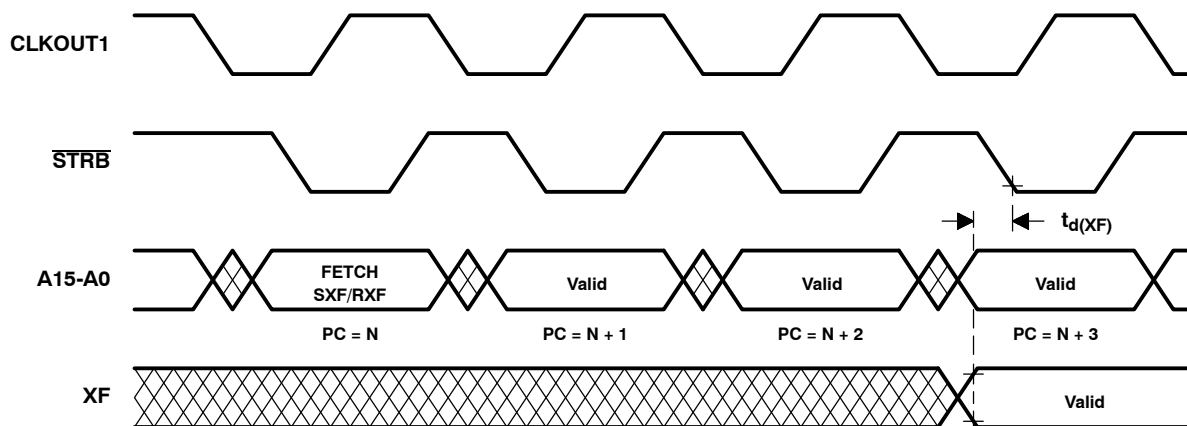 CLKOUT1
STRB
td(XF)
A15-A0
FETCH
SXF/RXF
Valid
Valid
Valid
PC = N
PC = N + 1
PC = N + 2
PC = N + 3
XF
Valid